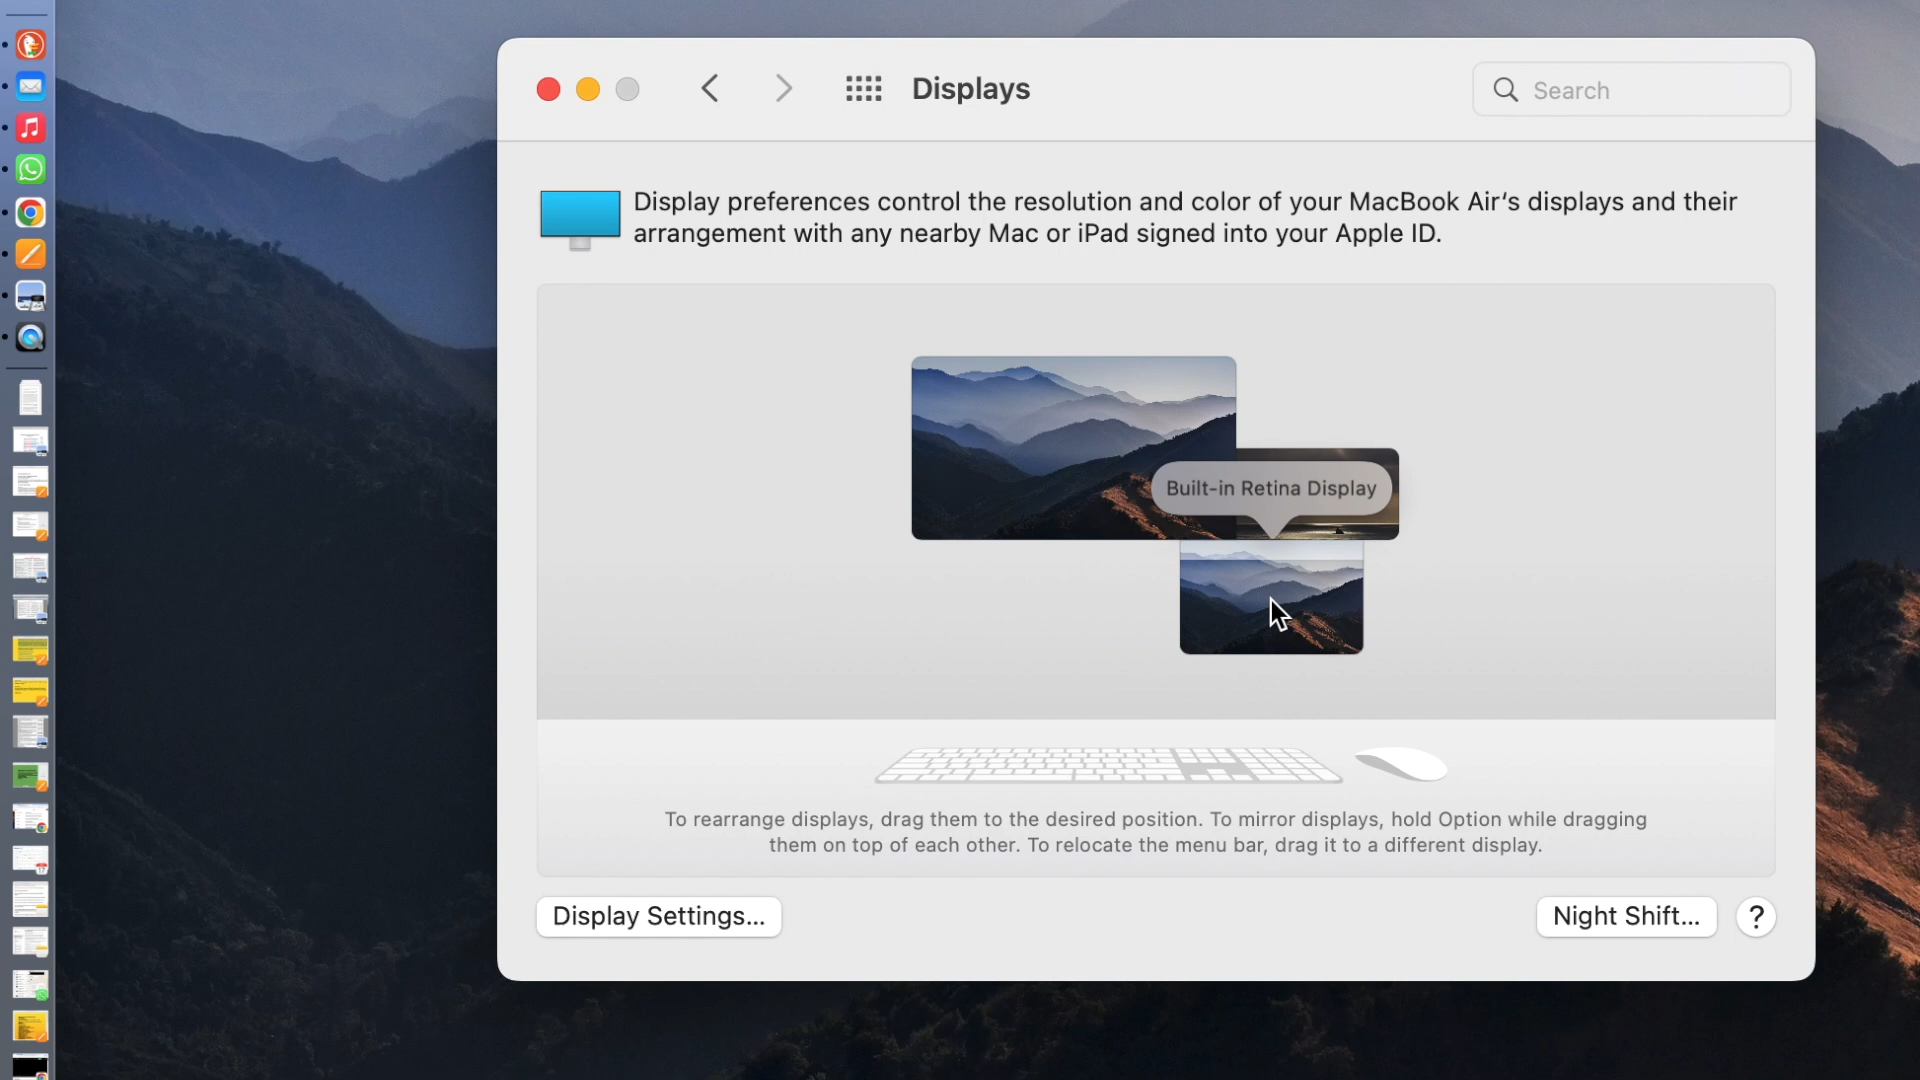 Displays
Search
Display preferences control the resolution and color of your MacBook Air's displays and their
arrangement with any nearby Mac or iPad signed into your Apple ID.
Built-in Retina Display
To rearrange displays, drag them to the desired position. To mirror displays, hold Option while dragging
them on top of each other. To relocate the menu bar, drag it to a different display.
Display Settings...
Night Shift...
?